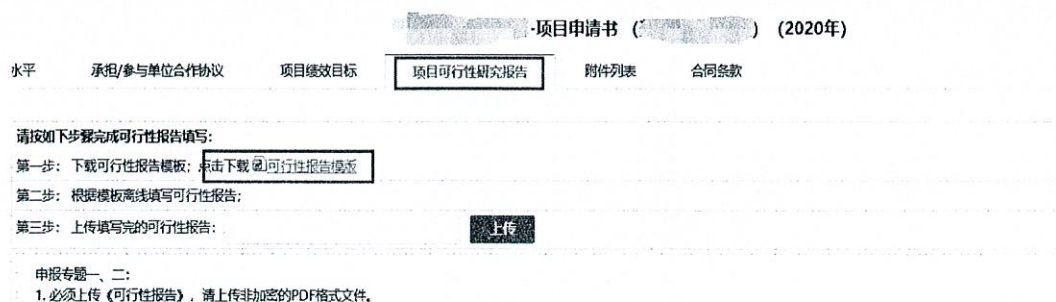 -项目申请书 （ ） （2020年）
水平 承担/参与单位合作协议 项目绩效目标 项目可行性研究报告 附件列表 合同条款
请按如下步骤完成可行性报告填写：
第一步： 下载可行性报告模板；点击下载 可行性报告模版
第二步： 根据模板离线填写可行性报告；
第三步： 上传填写完的可行性报告： 上传
申报专题一、二：
1. 必须上传《可行性报告》，请上传非加密的PDF格式文件。